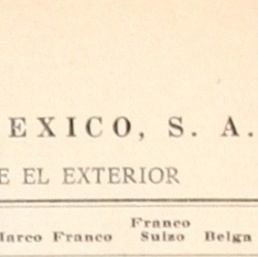 EXICO, S. A.
E EL EXTERIOR
Franco
Marco Franco Suizo Belga